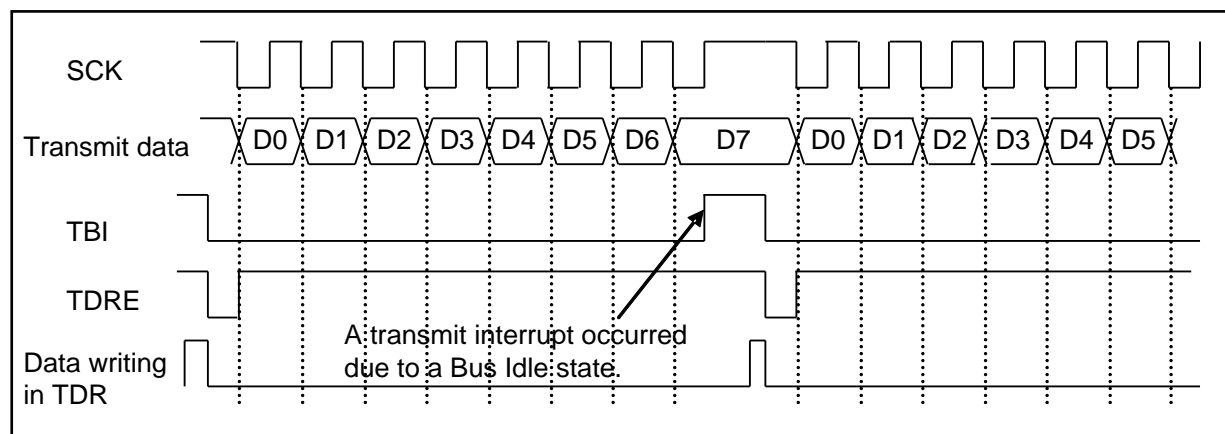 SCK
Transmit data
D0 D1 D2 D3 D4 D5 D6 D7 D0 D1 D2 D3 D4 D5
TBI
TDRE
A transmit interrupt occurred
due to a Bus Idle state.
Data writing
in TDR